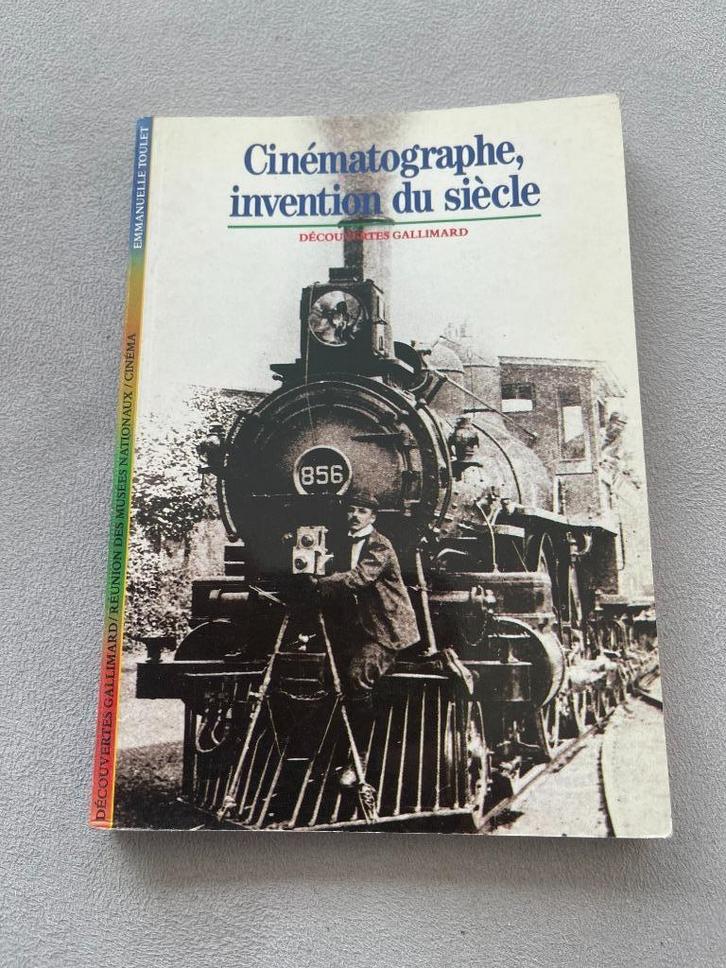 Cinématographe,
invention du siècle
DÉCOUVERTES GALLIMARD
856
DÉCOUVERTES GALLIMARD/RÉUNION DES MUSÉES NATIONAUX/CINÉMA
EMMANUELLE TOULET